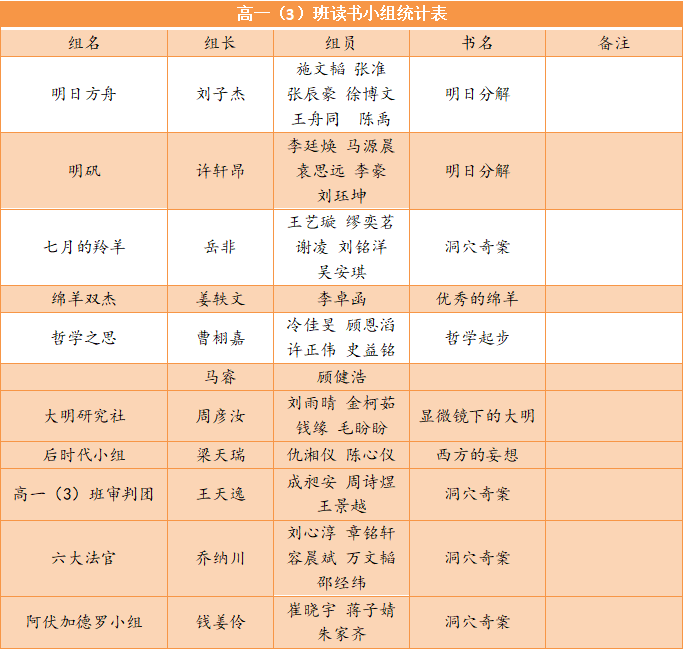 高一（3）班读书小组统计表
组名 组长 组员 书名 备注
施文韬 张准
明日方舟 刘子杰 张辰豪 徐博文 明日分解
王舟同 陈禹
李廷焕 马源晨
明矾 许轩昂 袁思远 李豪 明日分解
刘珏坤
王艺璇 缪奕茗
七月的羚羊 岳非 谢凌 刘铭洋 洞穴奇案
吴安琪
绵羊双杰 姜轶文 李卓函 优秀的绵羊
冷佳旻 顾恩滔
哲学之思 曹栩嘉 哲学起步
许正伟 史益铭
马睿 顾健浩
刘雨晴 金柯茹
大明研究社 周彦汝 显微镜下的大明
钱缘 毛盼盼
后时代小组 梁天瑞 仇湘仪 陈心仪 西方的妄想
成昶安 周诗煜
高一（3）班审判团 王天逸 洞穴奇案
王景越
刘心淳 章铭轩
六大法官 乔纳川 容晨斌 万文韬 洞穴奇案
邵经纬
崔晓宇 蒋子婧
阿伏加德罗小组 钱姜伶 洞穴奇案
朱家齐